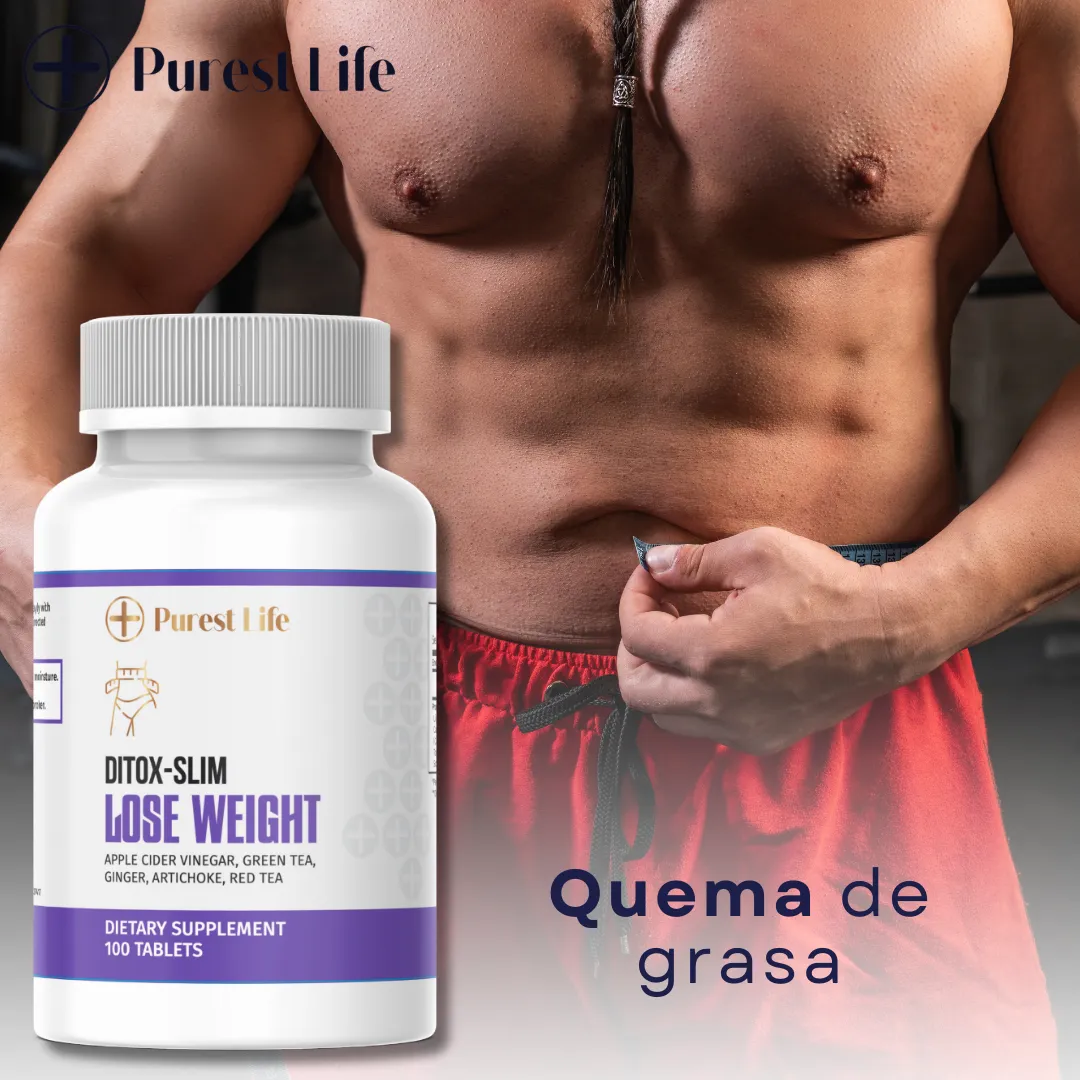 Purest Life
Purest Life
DITOX-SLIM
LOSE WEIGHT
APPLE CIDER VINEGAR, GREEN TEA,
GINGER, ARTICHOKE, RED TEA
DIETARY SUPPLEMENT
100 TABLETS
Quema de
grasa